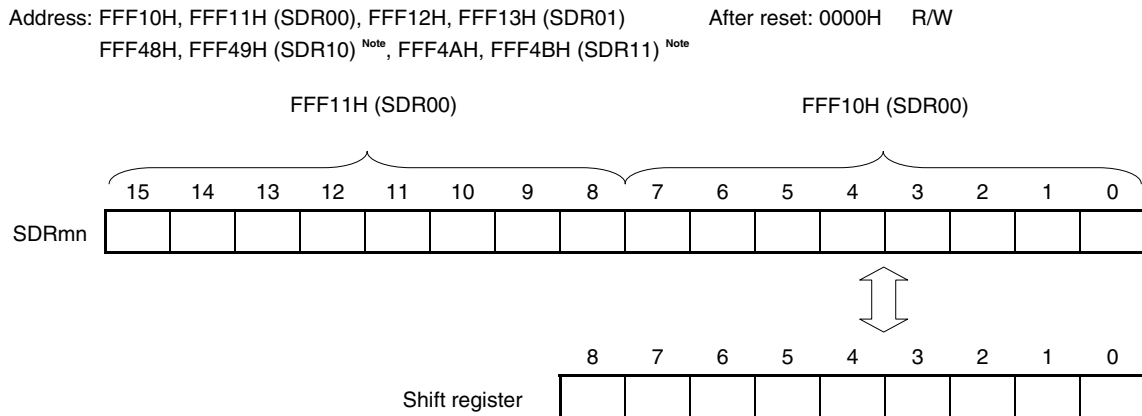 Address: FFF10H, FFF11H (SDR00), FFF12H, FFF13H (SDR01) After reset: 0000H R/W
FFF48H, FFF49H (SDR10) Note, FFF4AH, FFF4BH (SDR11) Note
FFF11H (SDR00) FFF10H (SDR00)
15 14 13 12 11 10 9 8 7 6 5 4 3 2 1 0
SDRmn
8 7 6 5 4 3 2 1 0
Shift register